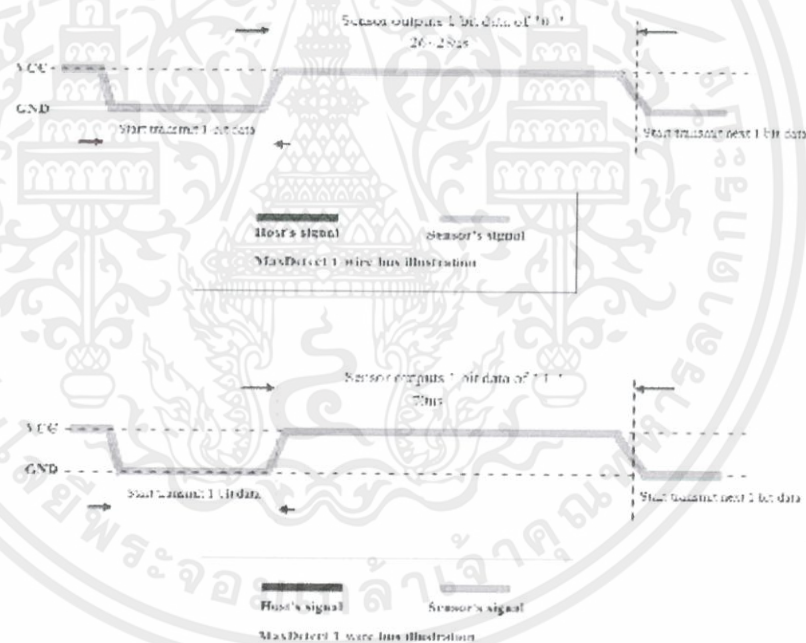 Sensor outputs 1 bit data of "0"
26~28us
VCC
GND
Start transmit 1 bit data
Start transmit next 1 bit data
Host's signal Sensor's signal
MaxDetect 1 wire bus illustration
Sensor outputs 1 bit data of "1"
70us
VCC
GND
Start transmit 1 bit data
Start transmit next 1 bit data
Host's signal Sensor's signal
MaxDetect 1 wire bus illustration